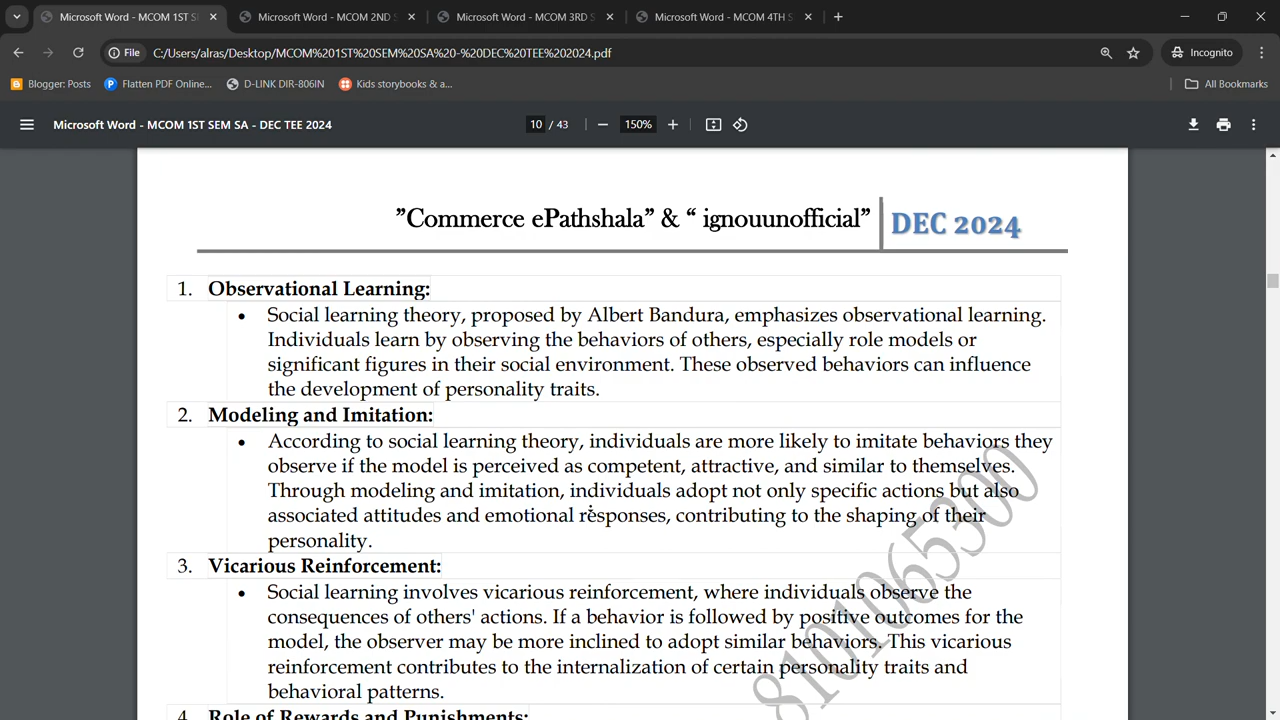 Microsoft Word - MCOM 1ST S
Microsoft Word - MCOM 2ND S
Microsoft Word - MCOM 3RD S
Microsoft Word - MCOM 4TH S
File
C:/Users/alras/Desktop/MCOM%201ST%20SEM%20SA%20-%20DEC%20TEE%202024.pdf
Incognito
Blogger: Posts
Flatten PDF Online...
D-LINK DIR-806IN
Kids storybooks & a...
All Bookmarks
Microsoft Word - MCOM 1ST SEM SA - DEC TEE 2024
10 / 43
150%
”Commerce ePathshala” & “ ignouunofficial” DEC 2024
1. Observational Learning:
• Social learning theory, proposed by Albert Bandura, emphasizes observational learning.
Individuals learn by observing the behaviors of others, especially role models or
significant figures in their social environment. These observed behaviors can influence
the development of personality traits.
2. Modeling and Imitation:
• According to social learning theory, individuals are more likely to imitate behaviors they
observe if the model is perceived as competent, attractive, and similar to themselves.
Through modeling and imitation, individuals adopt not only specific actions but also
associated attitudes and emotional responses, contributing to the shaping of their
personality.
3. Vicarious Reinforcement:
• Social learning involves vicarious reinforcement, where individuals observe the
consequences of others' actions. If a behavior is followed by positive outcomes for the
model, the observer may be more inclined to adopt similar behaviors. This vicarious
reinforcement contributes to the internalization of certain personality traits and
behavioral patterns.
4. Role of Rewards and Punishments:
8101065300